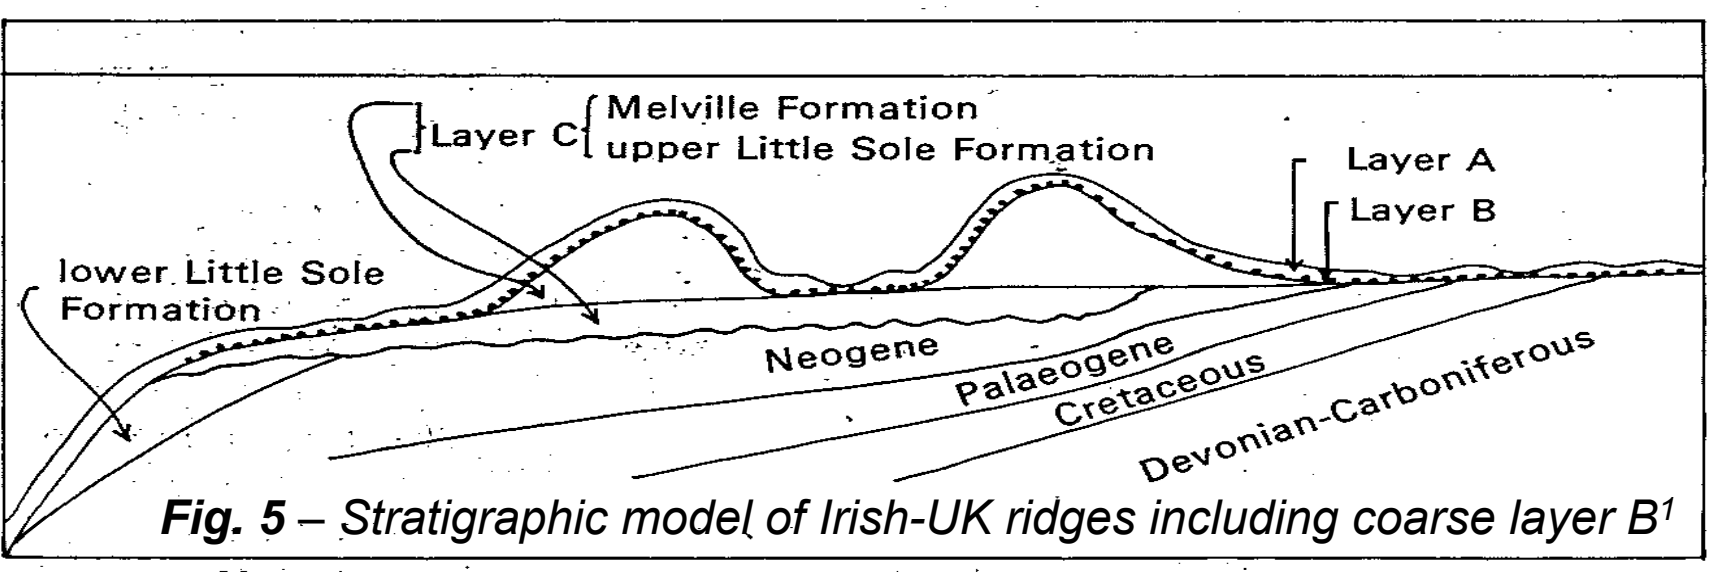 Melville Formation
Layer C
upper Little Sole Formation
Layer A
Layer B
lower Little Sole
Formation
Neogene
Palaeogene
Cretaceous
Devonian-Carboniferous
Fig. 5 – Stratigraphic model of Irish-UK ridges including coarse layer B¹